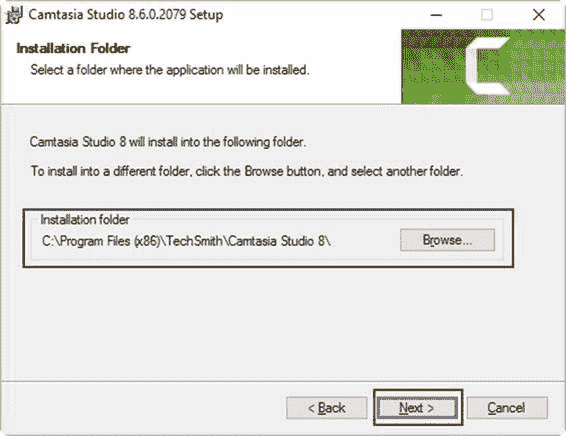 Camtasia Studio 8.6.0.2079 Setup
Installation Folder
Select a folder where the application will be installed.
Camtasia Studio 8 will install into the following folder.
To install into a different folder, click the Browse button, and select another folder.
Installation folder
C:\Program Files (x86)\TechSmith\Camtasia Studio 8\
Browse...
< Back
Next >
Cancel